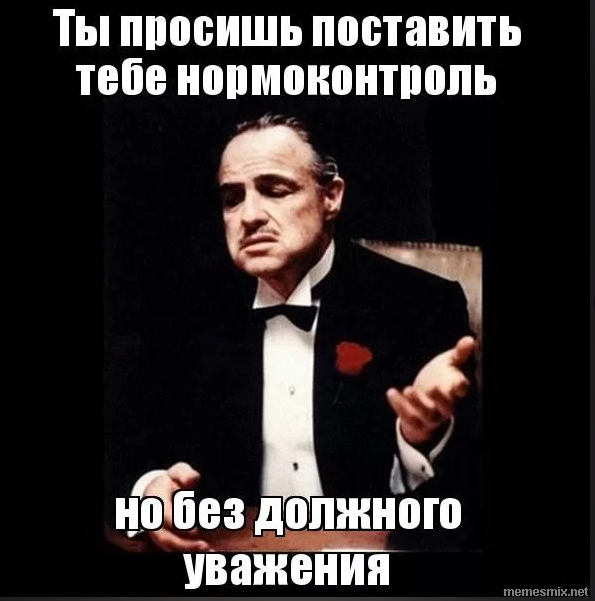 Ты просишь поставить
тебе нормоконтроль
но без должного
уважения
memesmix.net